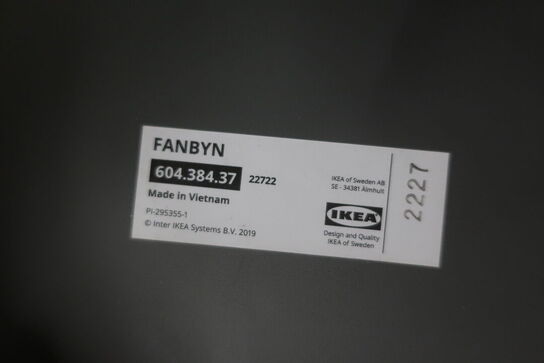 FANBYN
604.384.37 22722
Made in Vietnam
PI-295355-1
© Inter IKEA Systems B.V. 2019
IKEA of Sweden AB
SE - 34381 Älmhult
IKEA
Design and Quality
IKEA of Sweden
2227